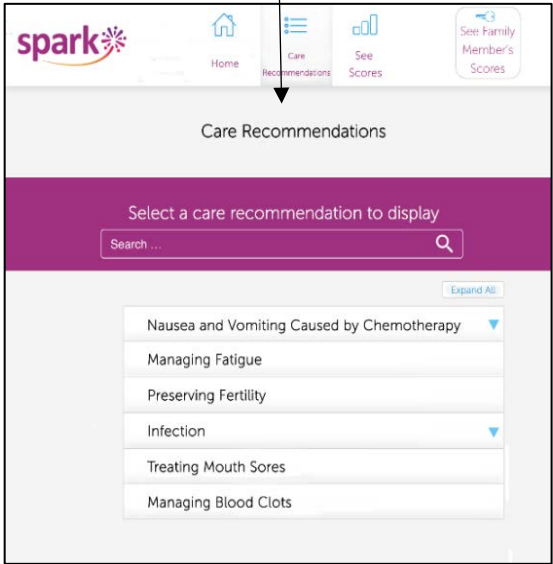 spark
Home
Care
Recommendations
See
Scores
See Family
Member's
Scores
Care Recommendations
Select a care recommendation to display
Search ...
Expand All
Nausea and Vomiting Caused by Chemotherapy
Managing Fatigue
Preserving Fertility
Infection
Treating Mouth Sores
Managing Blood Clots